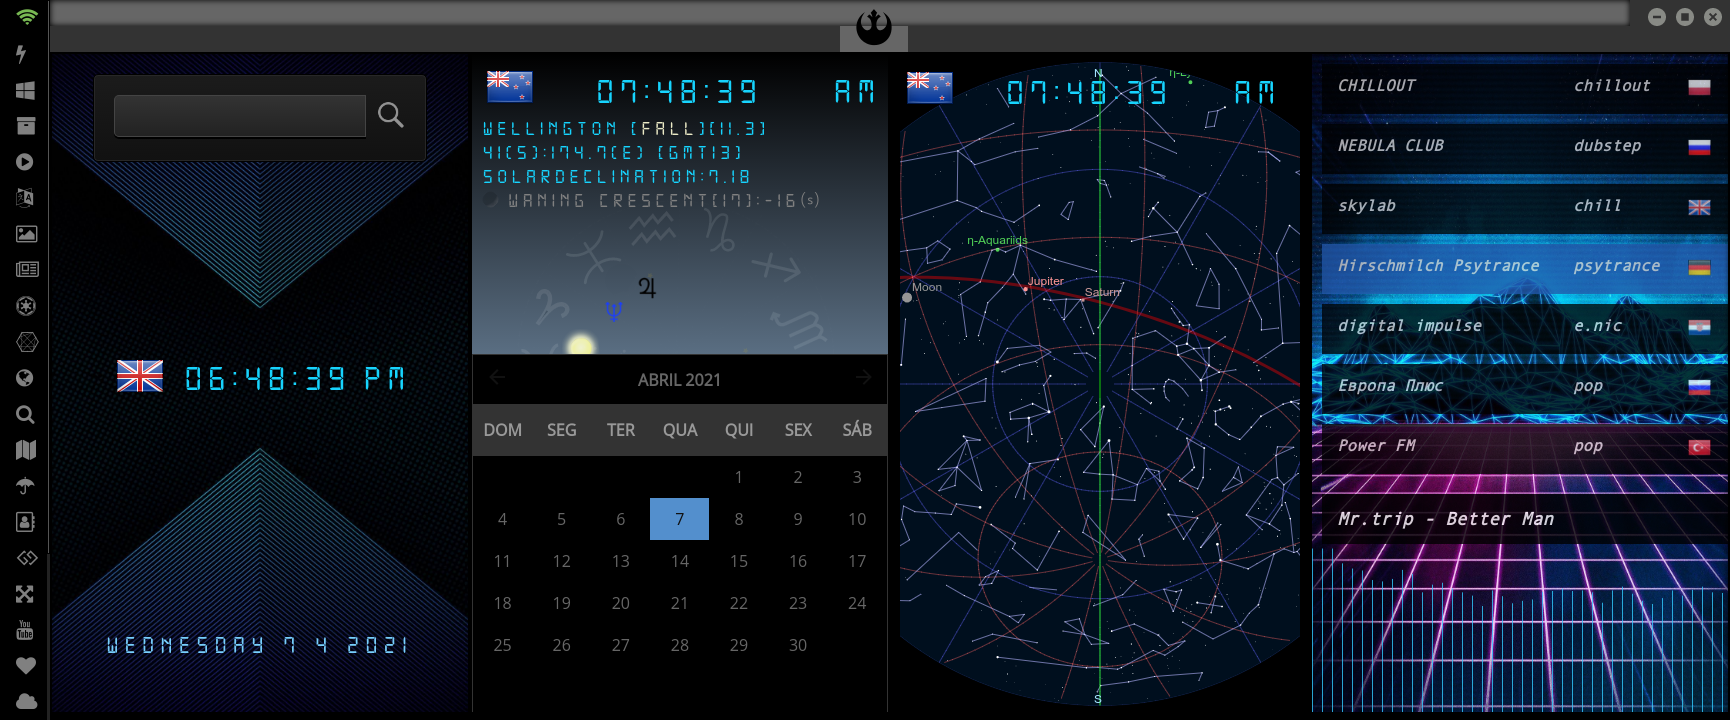 06:48:39 PM
WEDNESDAY 7 4 2021
07:48:39 AM
WELLINGTON [FALL][11.3]
41(S):174.7(E) [GMT13]
SOLARDECLINATION:7.18
WANING CRESCENT[17]:-16(s)
ABRIL 2021
DOM SEG TER QUA QUI SEX SÁB
1 2 3
4 5 6 7 8 9 10
11 12 13 14 15 16 17
18 19 20 21 22 23 24
25 26 27 28 29 30
N
07:48:39 AM
η-Aquariids
Jupiter
Moon
Saturn
S
CHILLOUT chillout
NEBULA CLUB dubstep
skylab chill
Hirschmilch Psytrance psytrance
digital impulse e.nic
Европа Плюс pop
Power FM pop
Mr.trip - Better Man
You
Tube